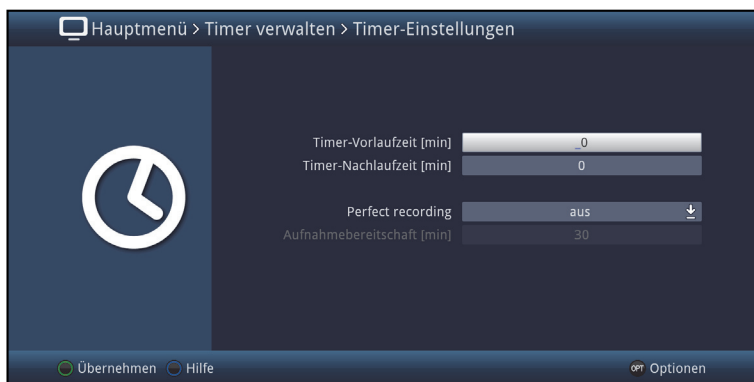 Hauptmenü > Timer verwalten > Timer-Einstellungen
Timer-Vorlaufzeit [min] _0
Timer-Nachlaufzeit [min] 0
Perfect recording aus
Aufnahmebereitschaft [min] 30
Übernehmen Hilfe OPT Optionen